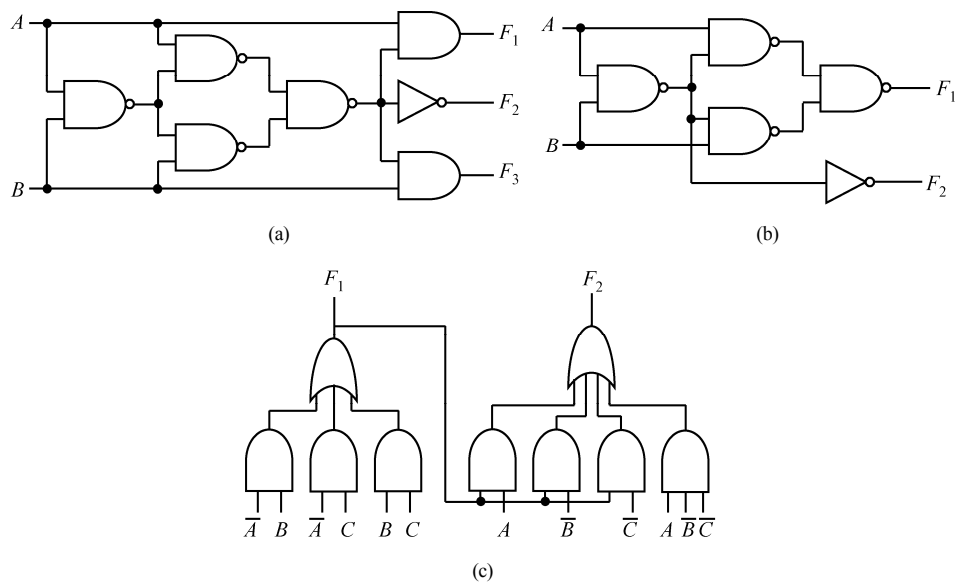 A
F₁
F₂
B
F₃
(a)
A
F₁
B
F₂
(b)
F₁ F₂
A̅ B A̅ C B C A B̅ C̅ A B̅ C̅
(c)